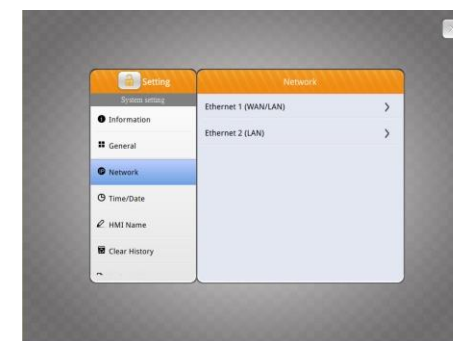 Setting
System setting
Information
General
Network
Time/Date
HMI Name
Clear History
Network
Ethernet 1 (WAN/LAN)
Ethernet 2 (LAN)